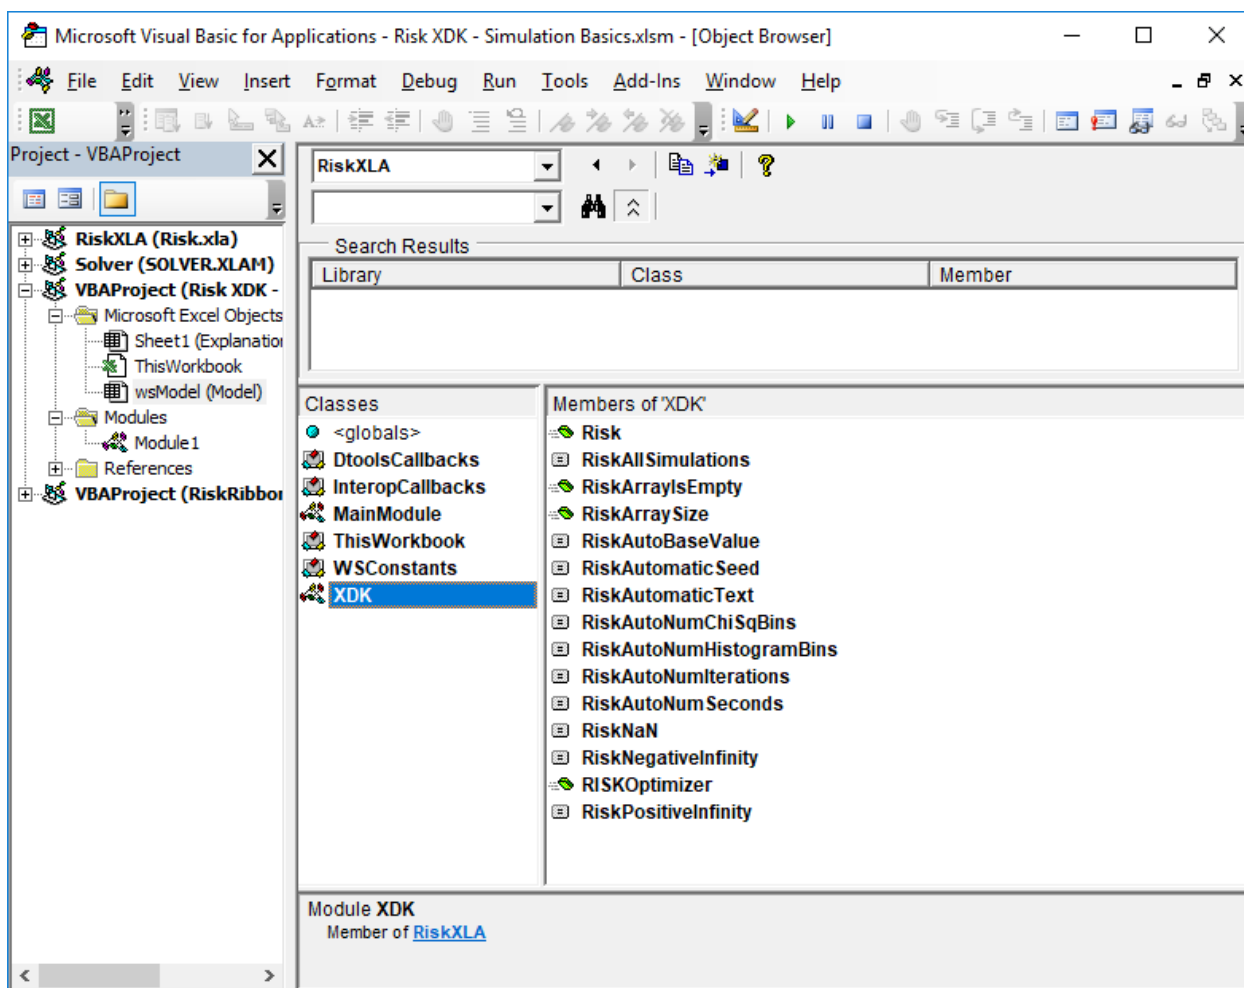 Microsoft Visual Basic for Applications - Risk XDK - Simulation Basics.xlsm - [Object Browser]
File Edit View Insert Format Debug Run Tools Add-Ins Window Help
Project - VBAProject
RiskXLA (Risk.xla)
Solver (SOLVER.XLAM)
VBAProject (Risk XDK -
Microsoft Excel Objects
Sheet1 (Explanation
ThisWorkbook
wsModel (Model)
Modules
Module1
References
VBAProject (RiskRibbon
RiskXLA
Search Results
Library Class Member
Classes
<globals>
DtoolsCallbacks
InteropCallbacks
MainModule
ThisWorkbook
WSConstants
XDK
Members of 'XDK'
Risk
RiskAllSimulations
RiskArrayIsEmpty
RiskArraySize
RiskAutoBaseValue
RiskAutomaticSeed
RiskAutomaticText
RiskAutoNumChiSqBins
RiskAutoNumHistogramBins
RiskAutoNumIterations
RiskAutoNumSeconds
RiskNaN
RiskNegativeInfinity
RISKOptimizer
RiskPositiveInfinity
Module XDK
Member of RiskXLA